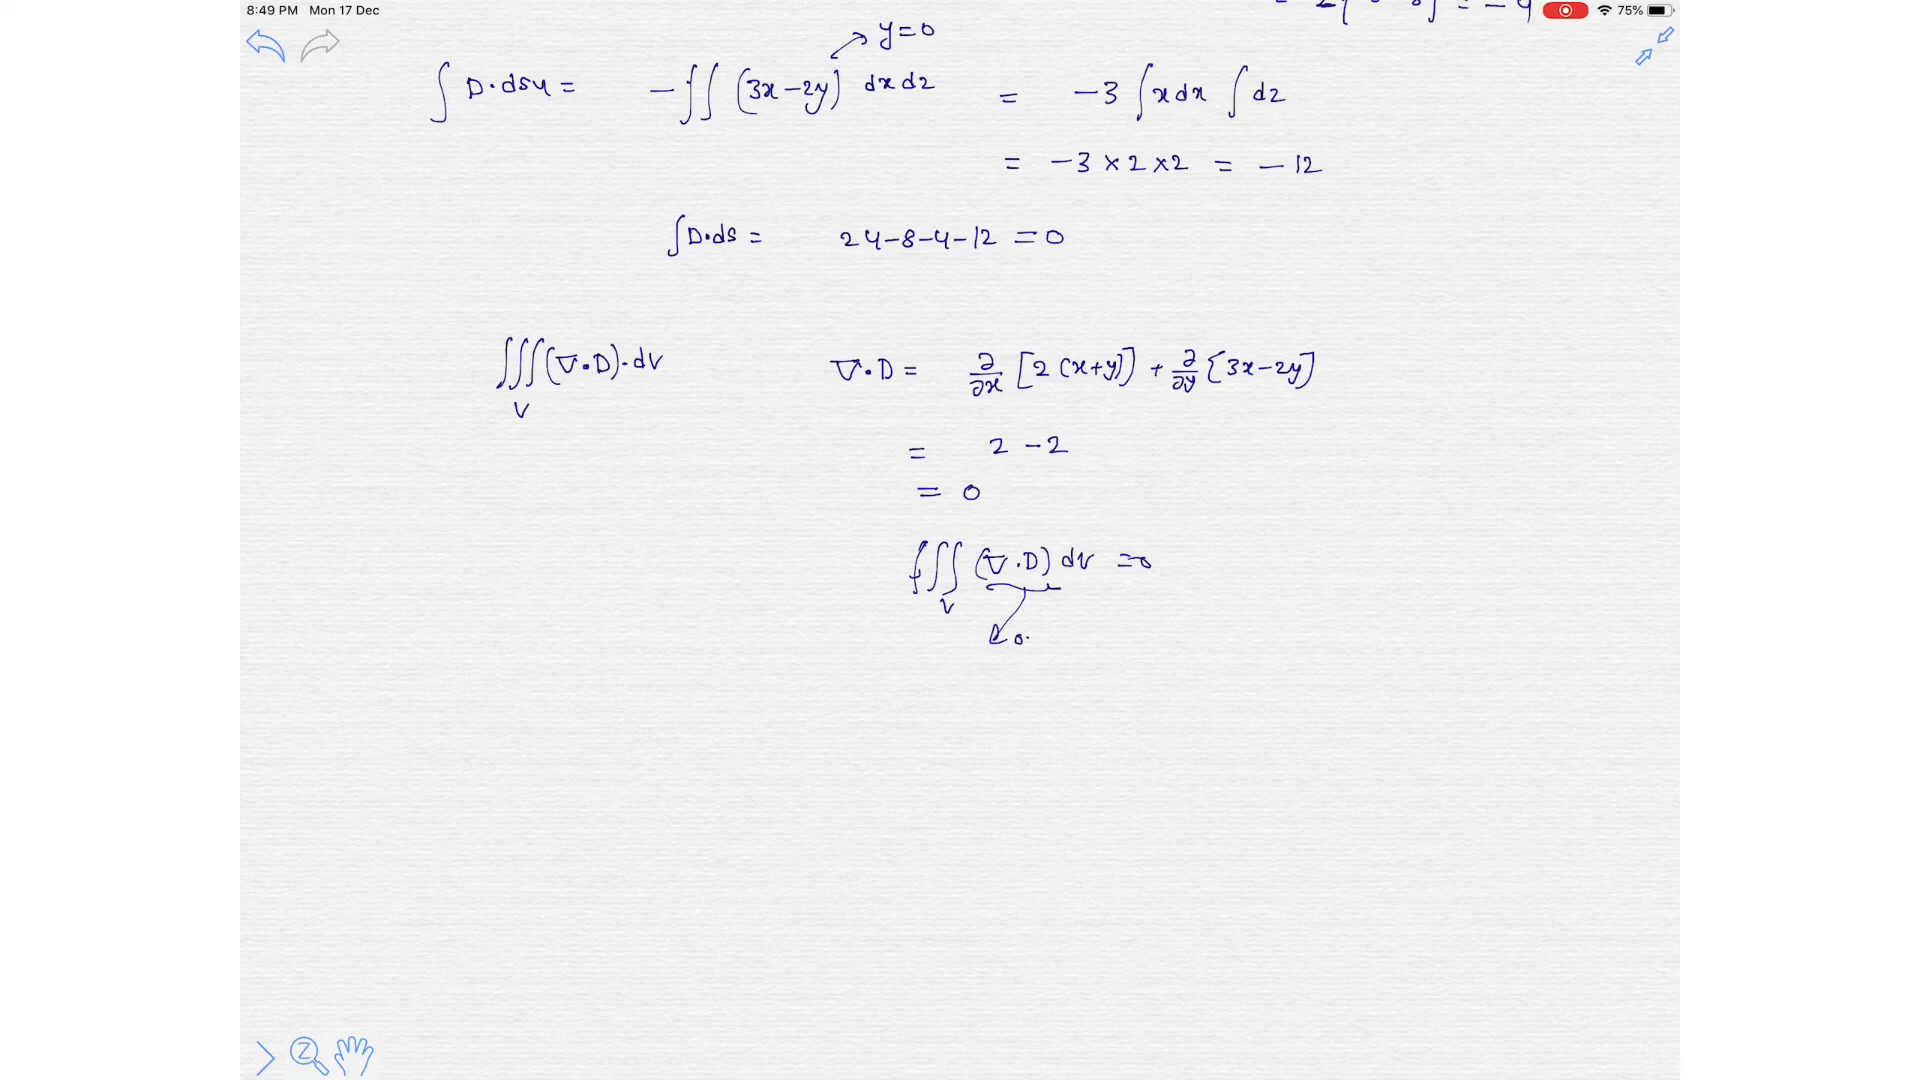 8:49 PM Mon 17 Dec
75%
y=0
∫ D·ds4 = -∫∫ (3x-2y) dx dz = -3 ∫x dx ∫dz
= -3 × 2 × 2 = -12
∫D·ds = 24-8-4-12 = 0
∫∫∫(∇·D)·dv ∇·D = ∂/∂x [2(x+y)] + ∂/∂y [3x-2y]
V
= 2 - 2
= 0
∫∫∫ (∇·D) dv = 0
V
0.